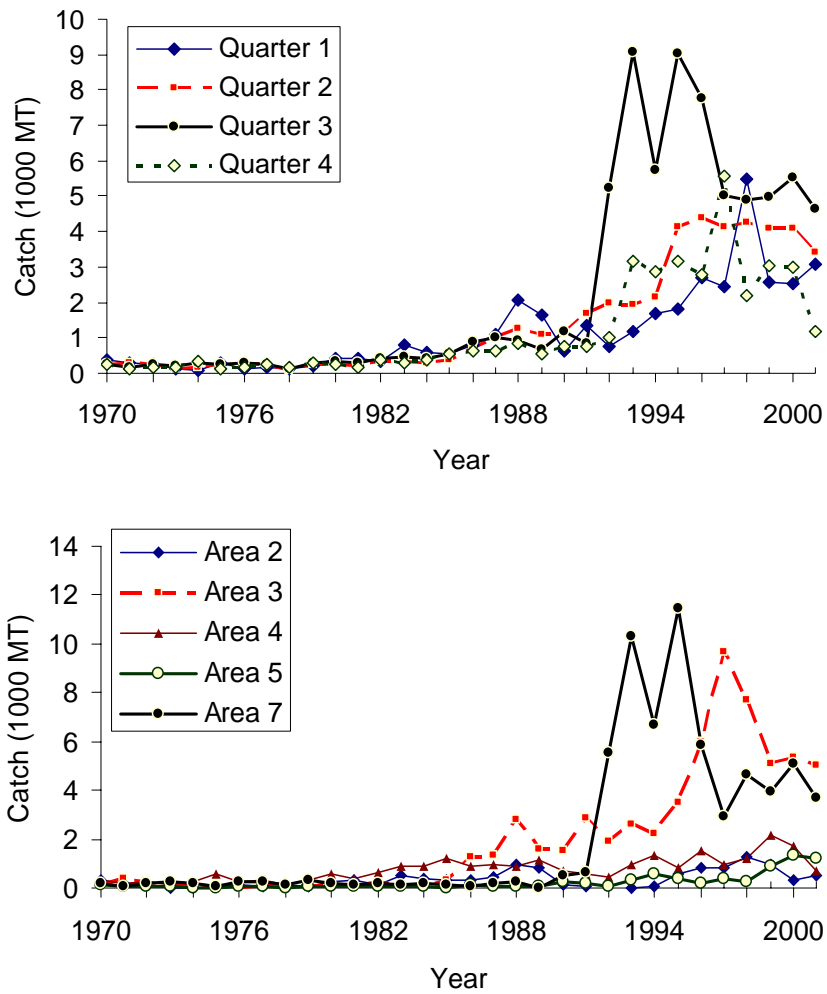 10
9
8
7
6
5
4
3
2
1
0
Catch (1000 MT)
Quarter 1
Quarter 2
Quarter 3
Quarter 4
1970 1976 1982 1988 1994 2000
Year
14
12
10
8
6
4
2
0
Catch (1000 MT)
Area 2
Area 3
Area 4
Area 5
Area 7
1970 1976 1982 1988 1994 2000
Year